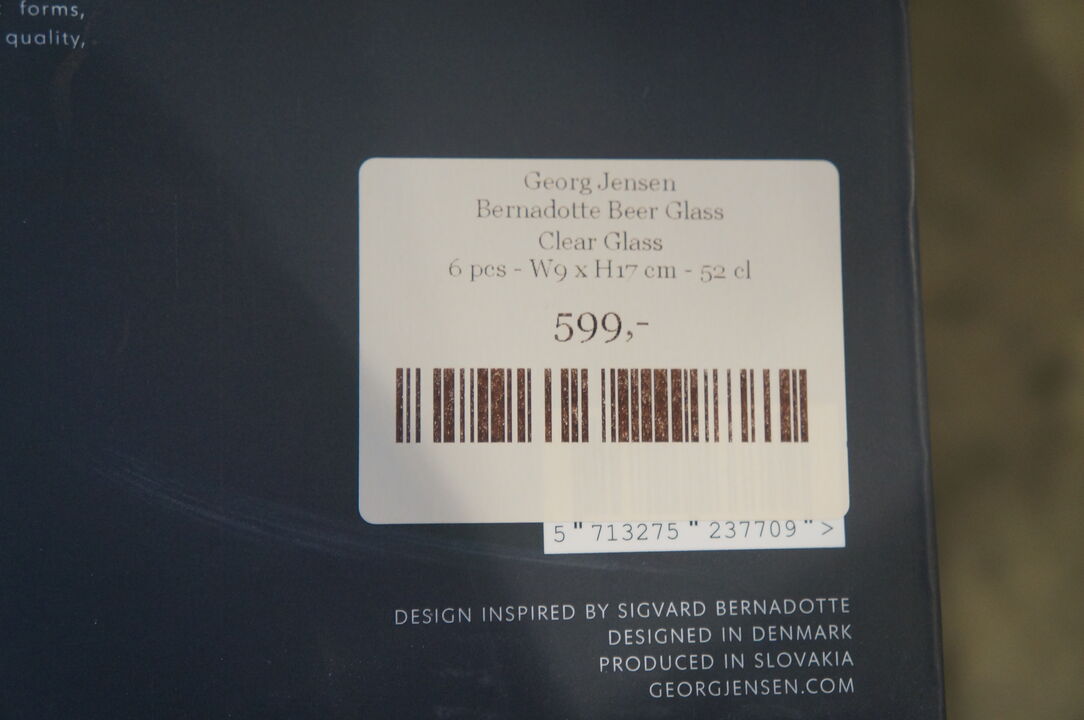 forms,
quality,
Georg Jensen
Bernadotte Beer Glass
Clear Glass
6 pcs - W9 x H17 cm - 52 cl
599,-
5 " 713275 " 237709 " >
DESIGN INSPIRED BY SIGVARD BERNADOTTE
DESIGNED IN DENMARK
PRODUCED IN SLOVAKIA
GEORGJENSEN.COM